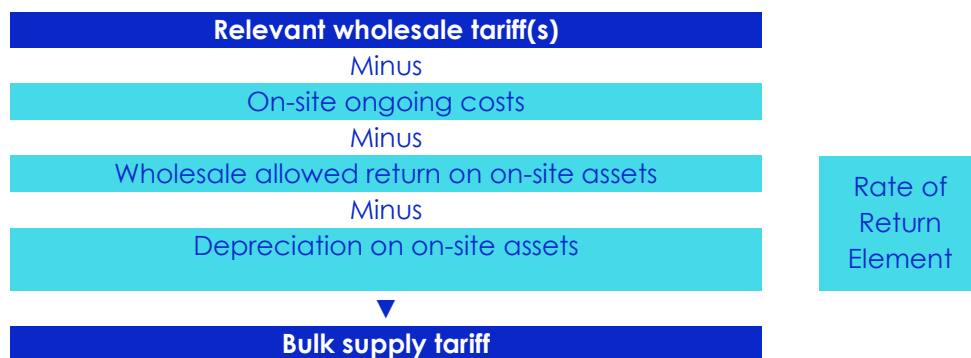 Relevant wholesale tariff(s)
Minus
On-site ongoing costs
Minus
Wholesale allowed return on on-site assets
Minus
Depreciation on on-site assets
▼
Bulk supply tariff
Rate of
Return
Element